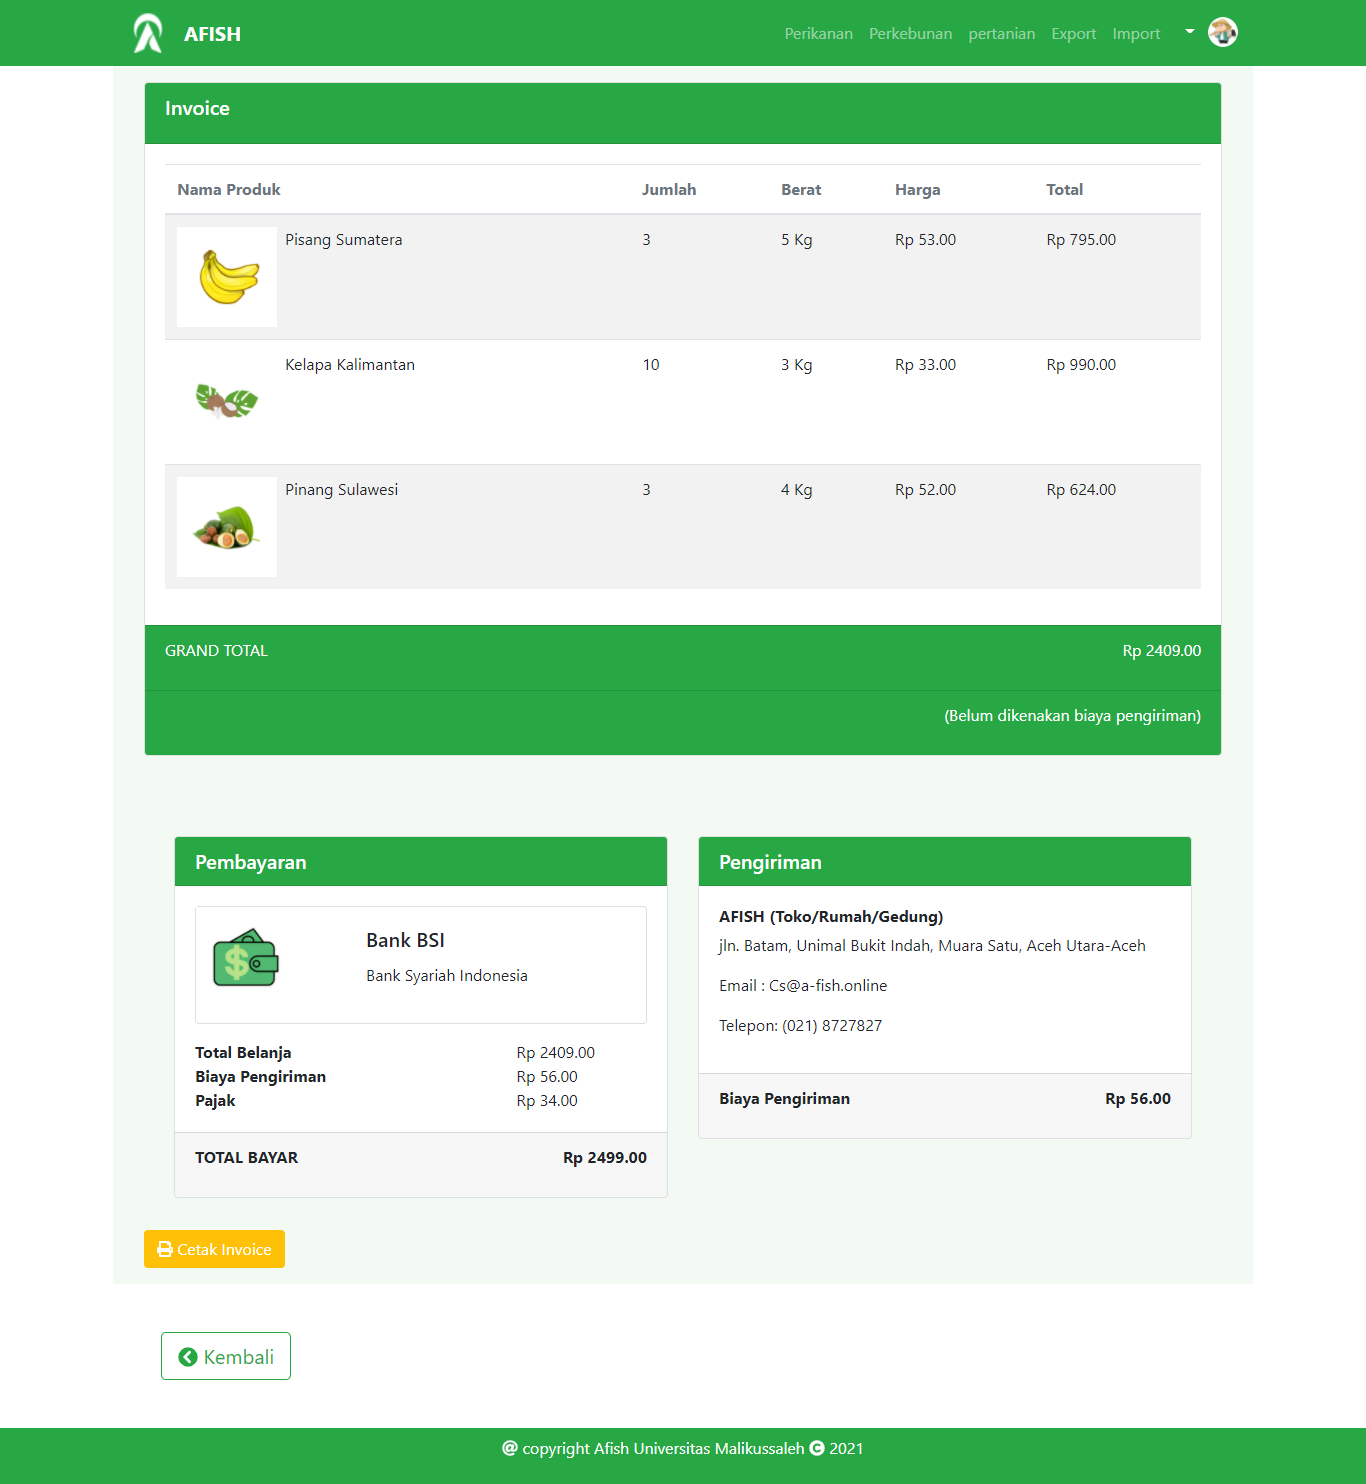 AFISH
Perikanan Perkebunan pertanian Export Import
Invoice
Nama Produk Jumlah Berat Harga Total
Pisang Sumatera 3 5 Kg Rp 53.00 Rp 795.00
Kelapa Kalimantan 10 3 Kg Rp 33.00 Rp 990.00
Pinang Sulawesi 3 4 Kg Rp 52.00 Rp 624.00
GRAND TOTAL Rp 2409.00
(Belum dikenakan biaya pengiriman)
Pembayaran
Bank BSI
Bank Syariah Indonesia
Total Belanja Rp 2409.00
Biaya Pengiriman Rp 56.00
Pajak Rp 34.00
TOTAL BAYAR Rp 2499.00
Pengiriman
AFISH (Toko/Rumah/Gedung)
jln. Batam, Unimal Bukit Indah, Muara Satu, Aceh Utara-Aceh
Email : Cs@a-fish.online
Telepon: (021) 8727827
Biaya Pengiriman Rp 56.00
Cetak Invoice
Kembali
@ copyright Afish Universitas Malikussaleh © 2021